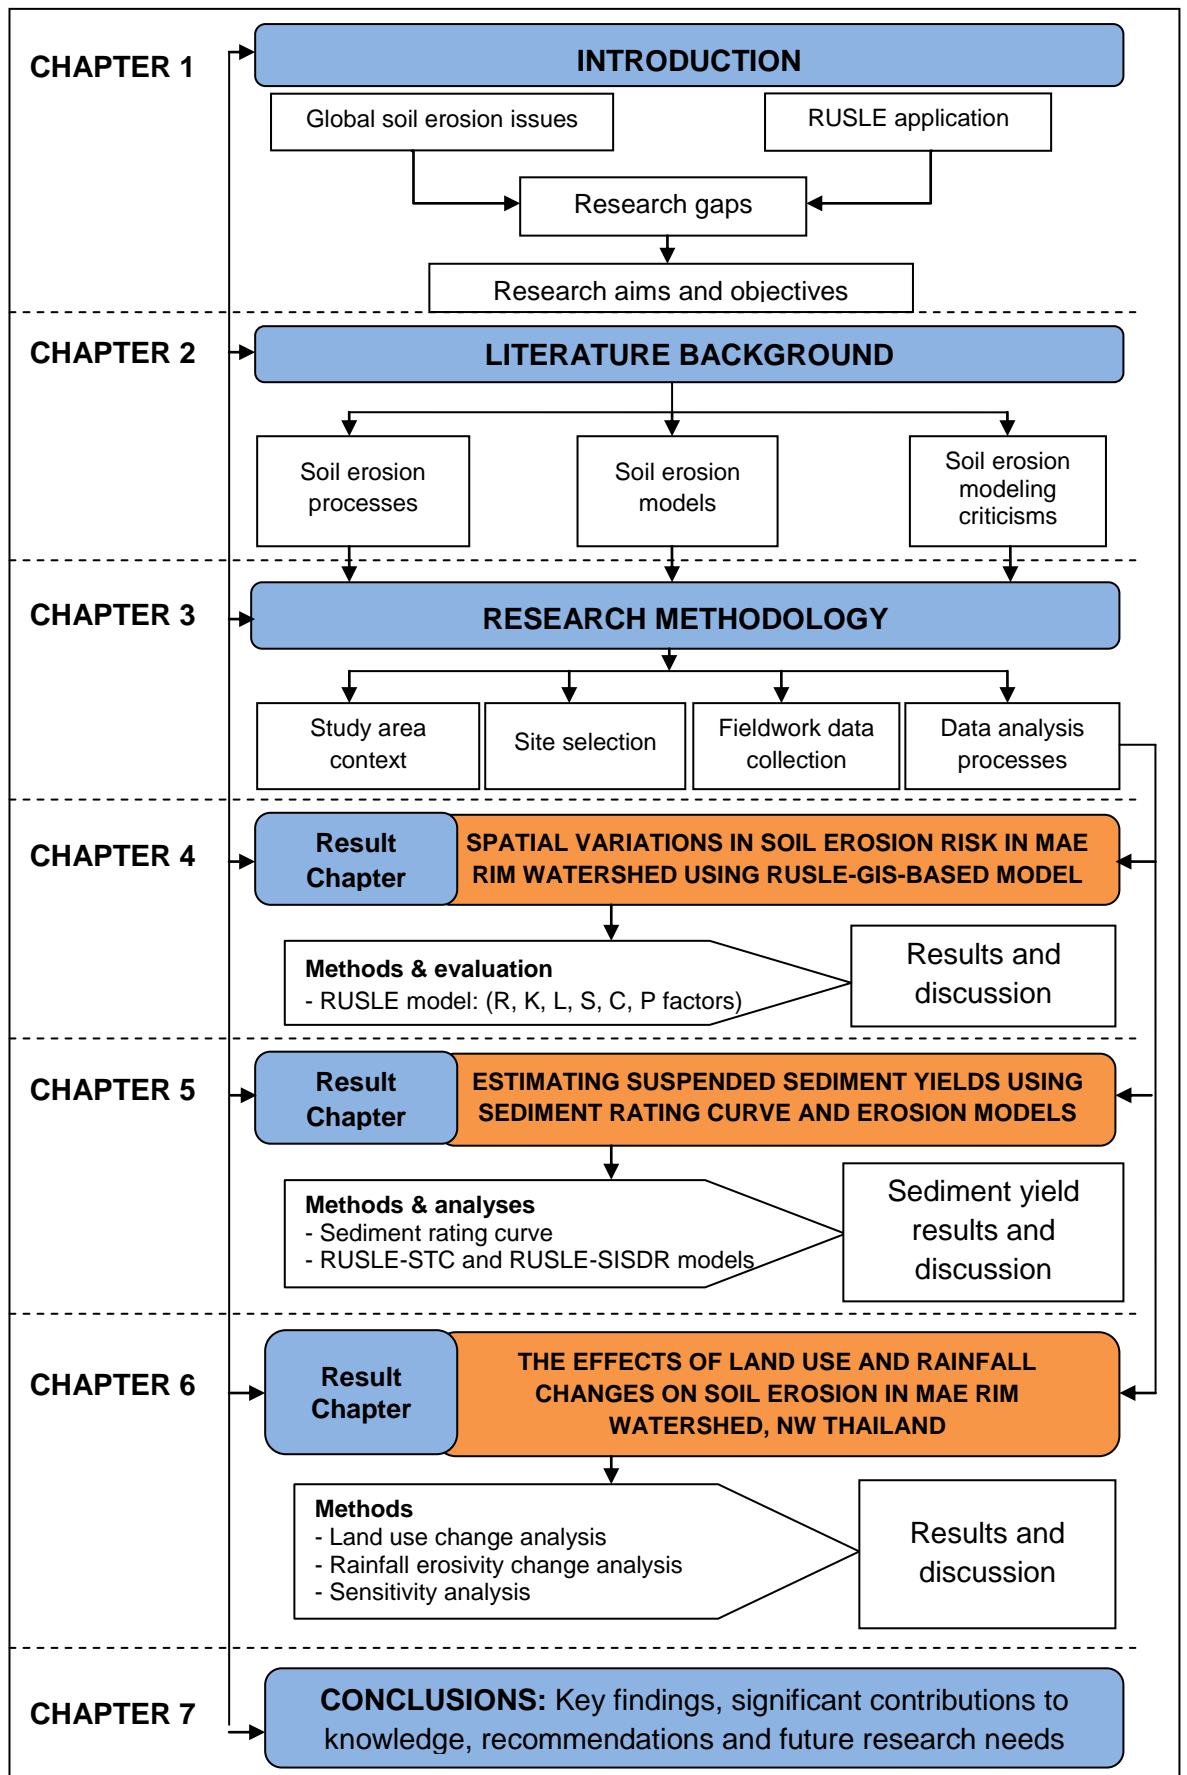 CHAPTER 1
INTRODUCTION
Global soil erosion issues
RUSLE application
Research gaps
Research aims and objectives
CHAPTER 2
LITERATURE BACKGROUND
Soil erosion
processes
Soil erosion
models
Soil erosion
modeling
criticisms
CHAPTER 3
RESEARCH METHODOLOGY
Study area
context
Site selection
Fieldwork data
collection
Data analysis
processes
CHAPTER 4
Result
Chapter
SPATIAL VARIATIONS IN SOIL EROSION RISK IN MAE
RIM WATERSHED USING RUSLE-GIS-BASED MODEL
Methods & evaluation
- RUSLE model: (R, K, L, S, C, P factors)
Results and
discussion
CHAPTER 5
Result
Chapter
ESTIMATING SUSPENDED SEDIMENT YIELDS USING
SEDIMENT RATING CURVE AND EROSION MODELS
Methods & analyses
- Sediment rating curve
- RUSLE-STC and RUSLE-SISDR models
Sediment yield
results and
discussion
CHAPTER 6
Result
Chapter
THE EFFECTS OF LAND USE AND RAINFALL
CHANGES ON SOIL EROSION IN MAE RIM
WATERSHED, NW THAILAND
Methods
- Land use change analysis
- Rainfall erosivity change analysis
- Sensitivity analysis
Results and
discussion
CHAPTER 7
CONCLUSIONS: Key findings, significant contributions to
knowledge, recommendations and future research needs